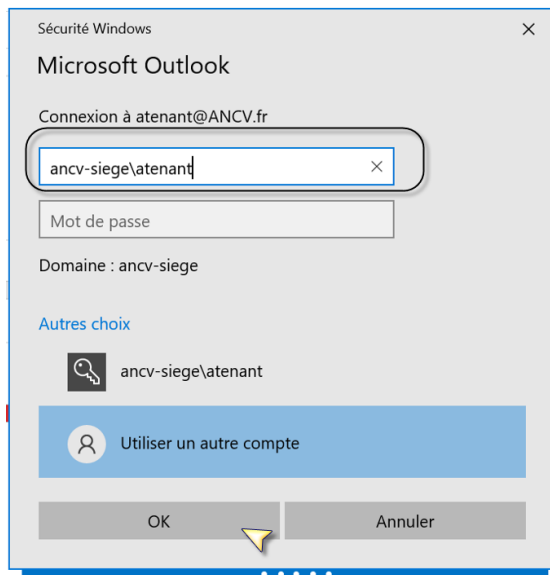 Sécurité Windows
Microsoft Outlook
Connexion à atenant@ANCV.fr
ancv-siege\atenant
Mot de passe
Domaine : ancv-siege
Autres choix
ancv-siege\atenant
Utiliser un autre compte
OK
Annuler